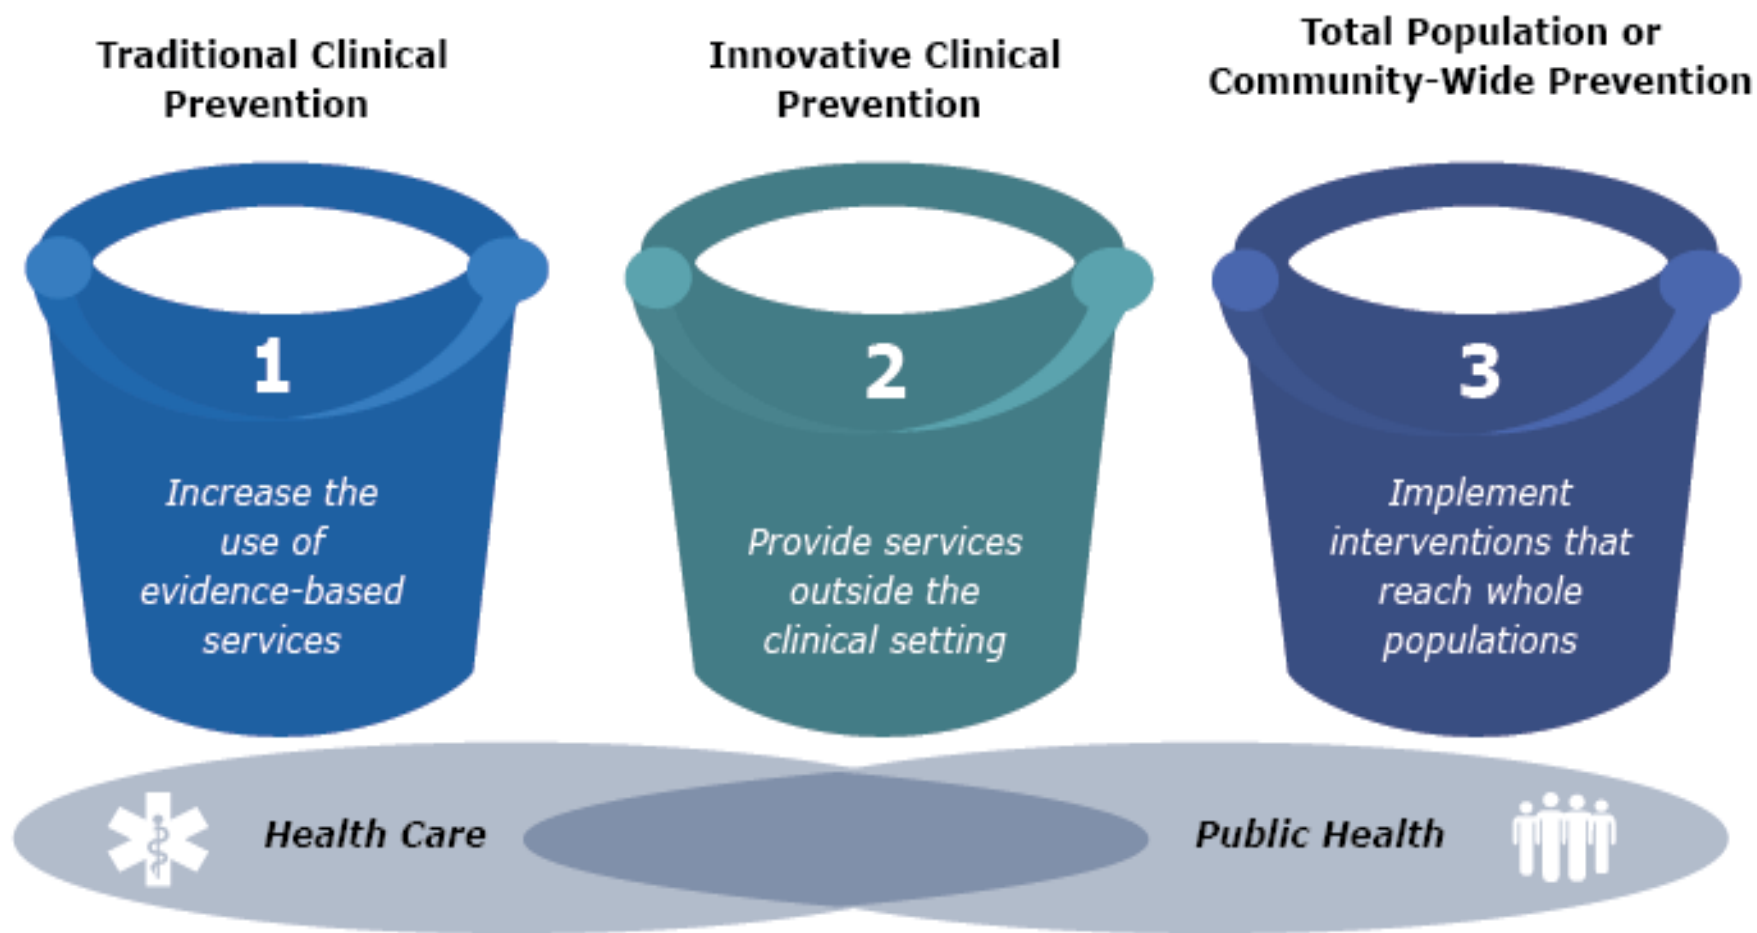 Traditional Clinical
Prevention
Innovative Clinical
Prevention
Total Population or
Community-Wide Prevention
1
Increase the
use of
evidence-based
services
2
Provide services
outside the
clinical setting
3
Implement
interventions that
reach whole
populations
Health Care
Public Health